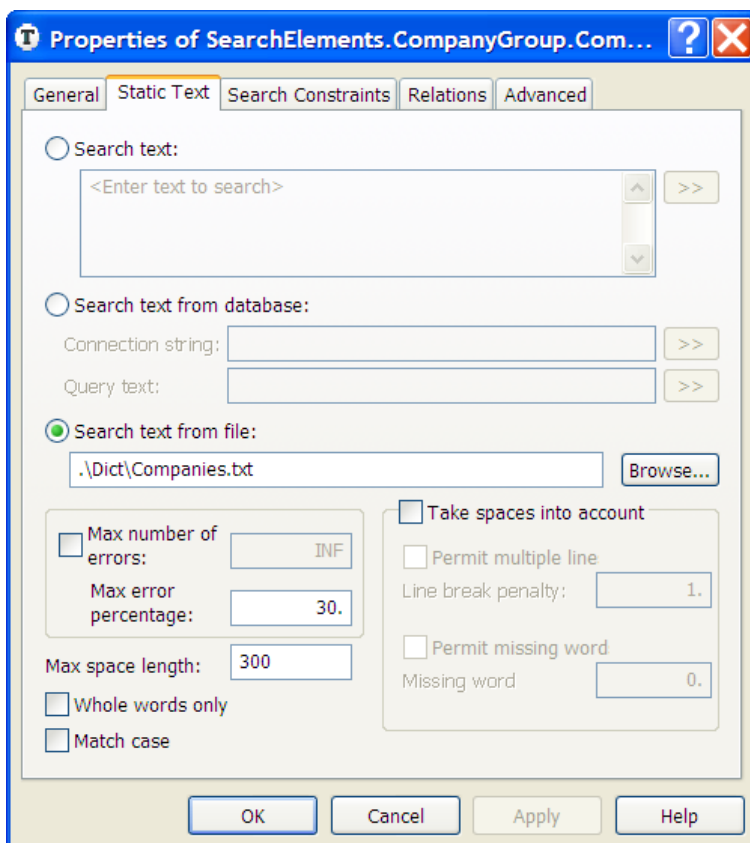 Properties of SearchElements.CompanyGroup.Com...
General Static Text Search Constraints Relations Advanced
Search text:
<Enter text to search>
>>
Search text from database:
Connection string:
>>
Query text:
>>
Search text from file:
.\Dict\Companies.txt
Browse...
Max number of
errors:
INF
Max error
percentage:
30.
Max space length:
300
Whole words only
Match case
Take spaces into account
Permit multiple line
Line break penalty:
1.
Permit missing word
Missing word
0.
OK Cancel Apply Help